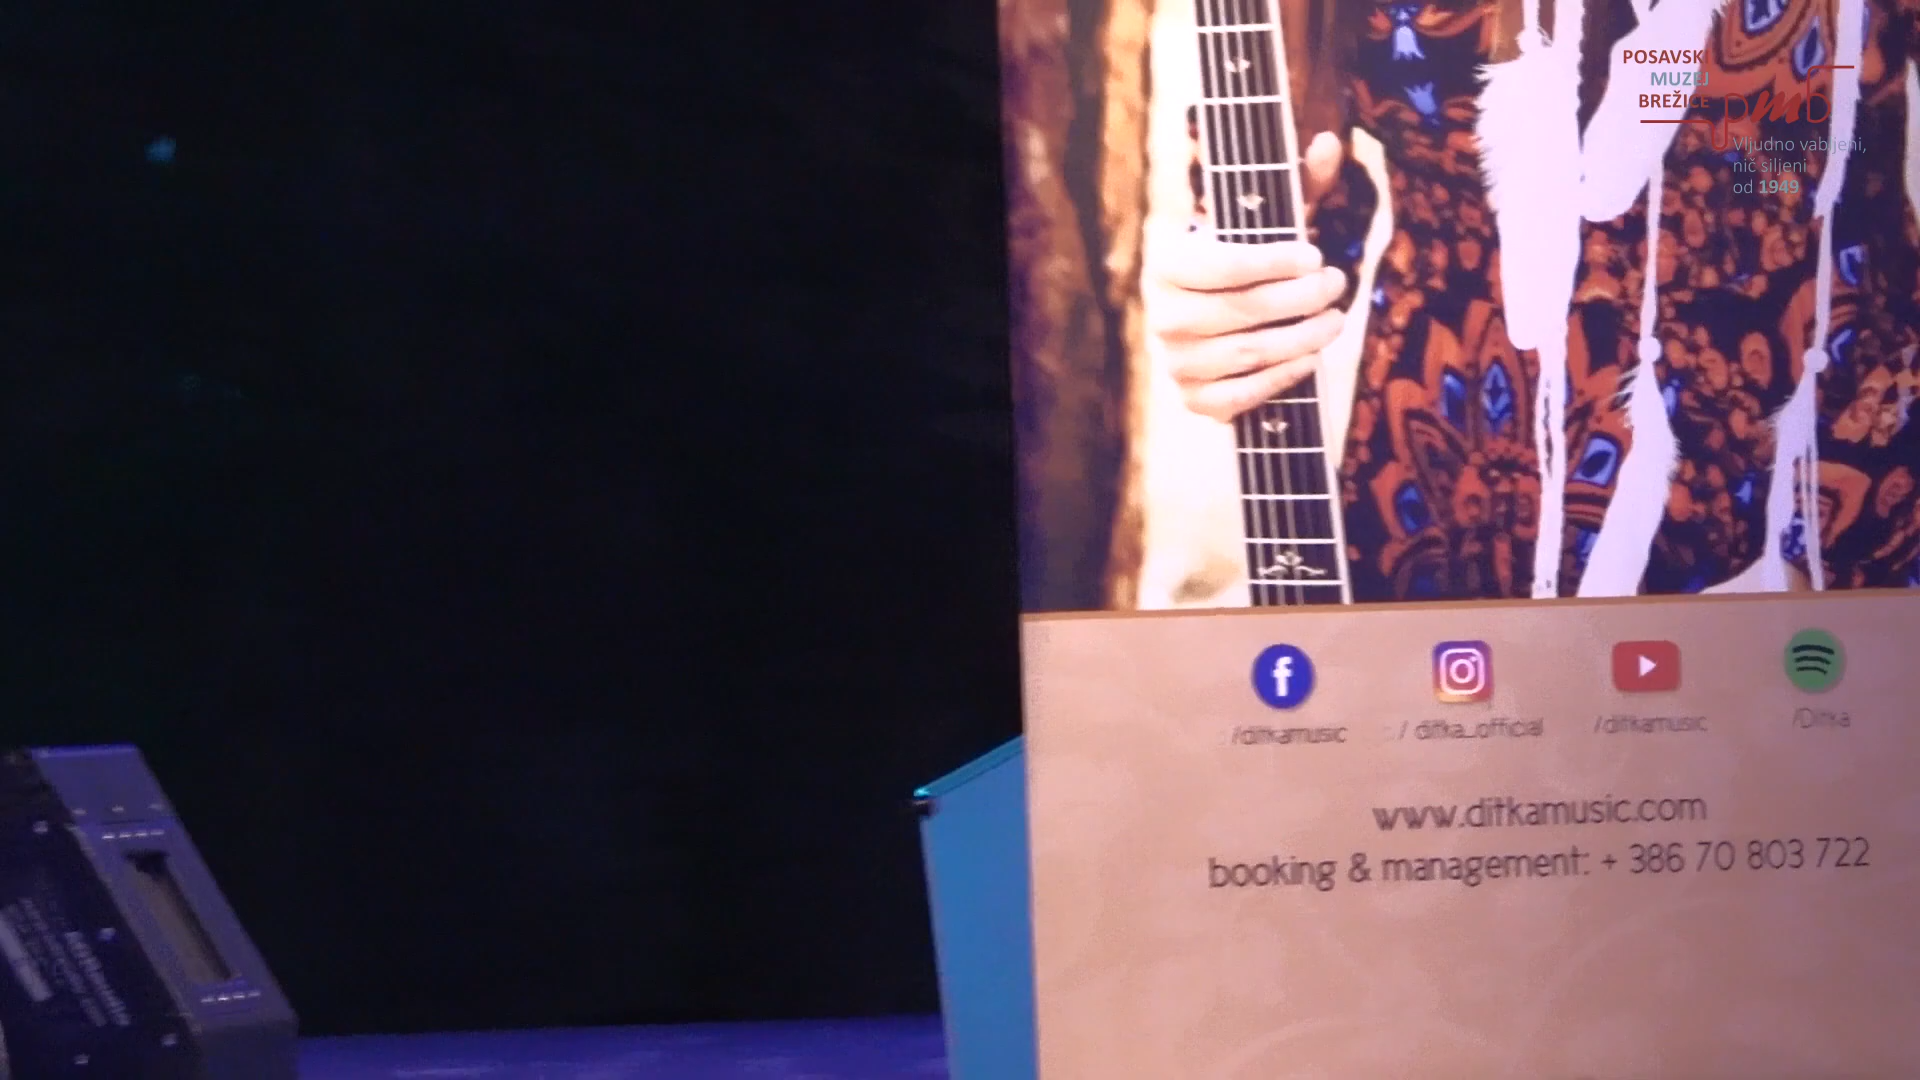 POSAVSKI
MUZEJ
BREŽICE
pmb
Vljudno vabljeni,
nič siljeni
od 1949
/ditkamusic
/ ditka_official
/ditkamusic
/Ditka
www.ditkamusic.com
booking & management: + 386 70 803 722